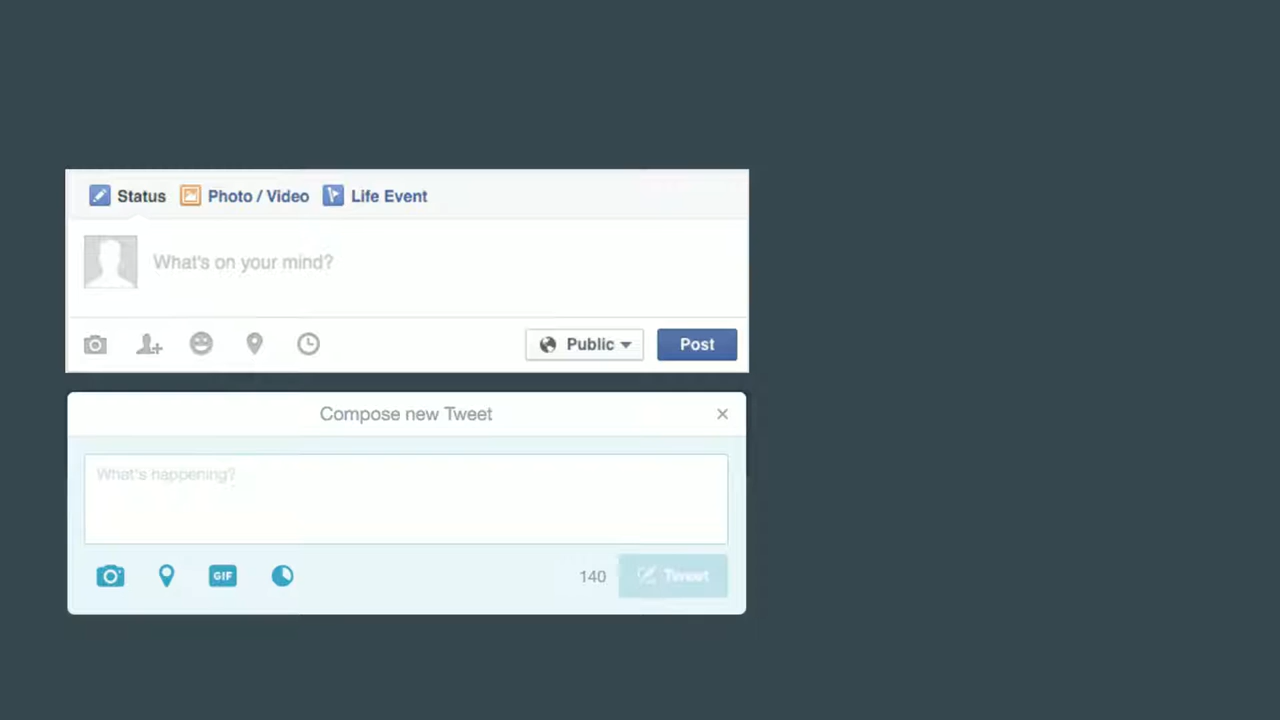 Status Photo / Video Life Event
What's on your mind?
Public Post
Compose new Tweet ×
What's happening?
GIF 140 Tweet